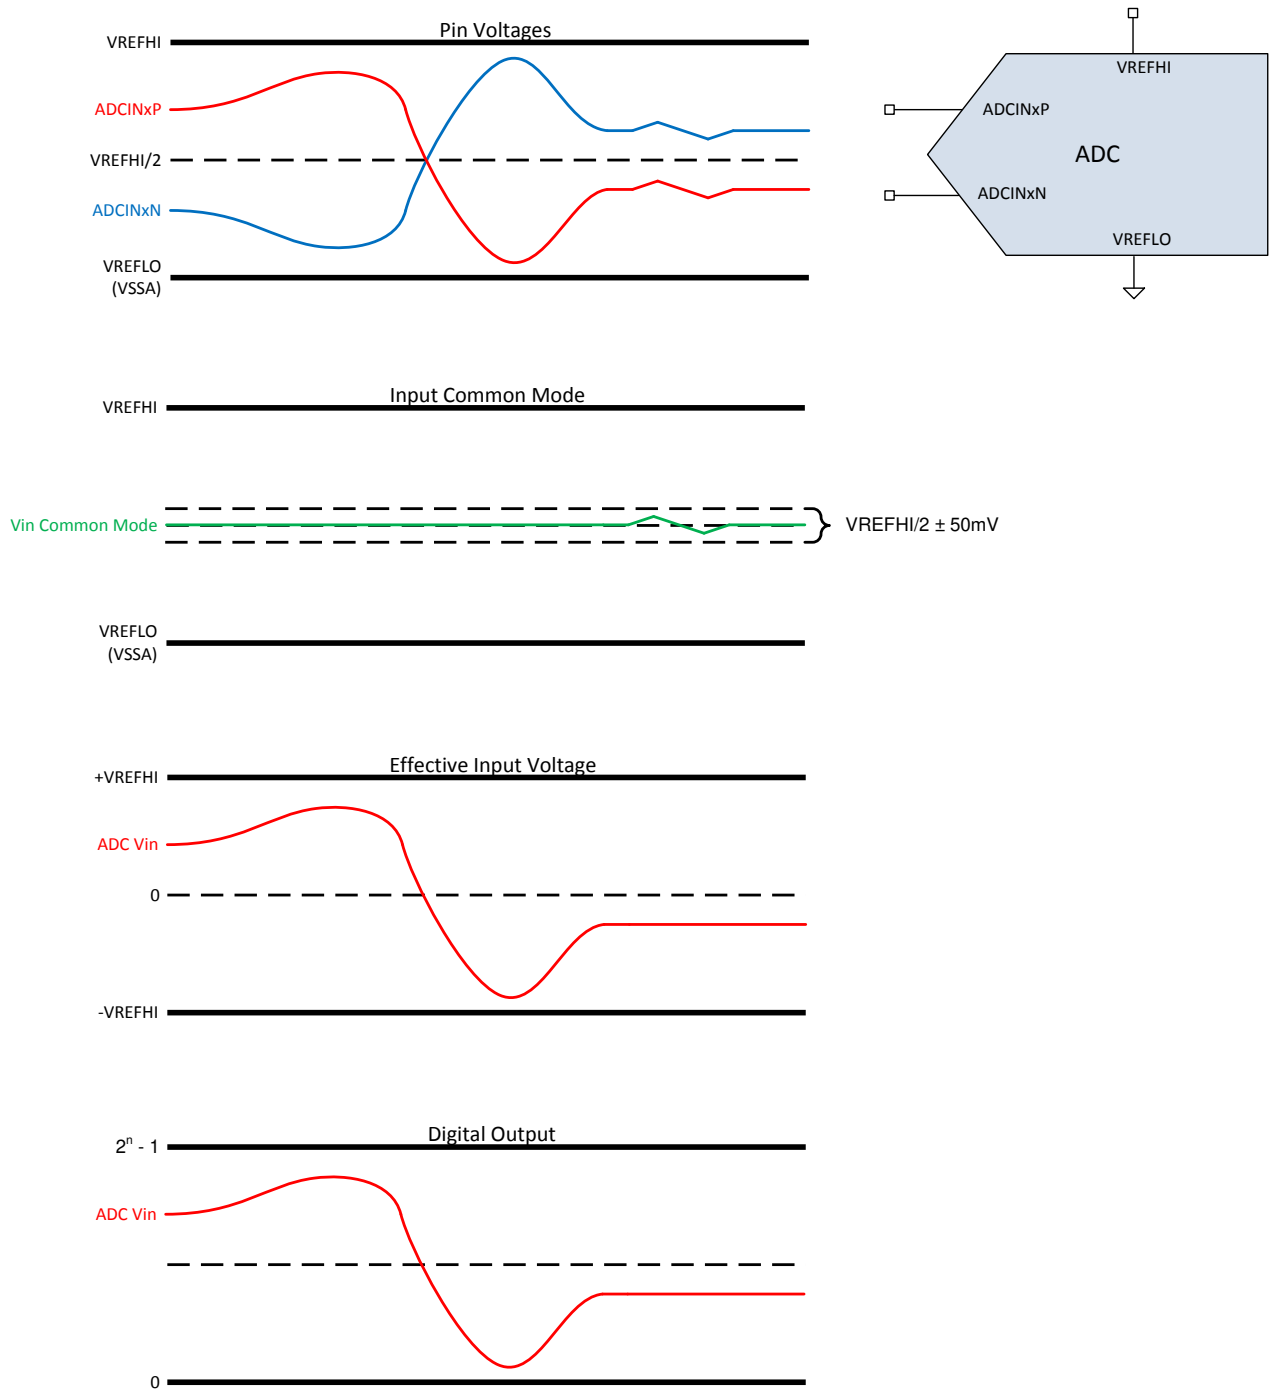 Pin Voltages
VREFHI
ADCINxP
VREFHI/2
ADCINxN
VREFLO
(VSSA)
VREFHI
ADCINxP
ADC
ADCINxN
VREFLO
Input Common Mode
VREFHI
Vin Common Mode
VREFHI/2 ± 50mV
VREFLO
(VSSA)
Effective Input Voltage
+VREFHI
ADC Vin
0
-VREFHI
Digital Output
2ⁿ - 1
ADC Vin
0